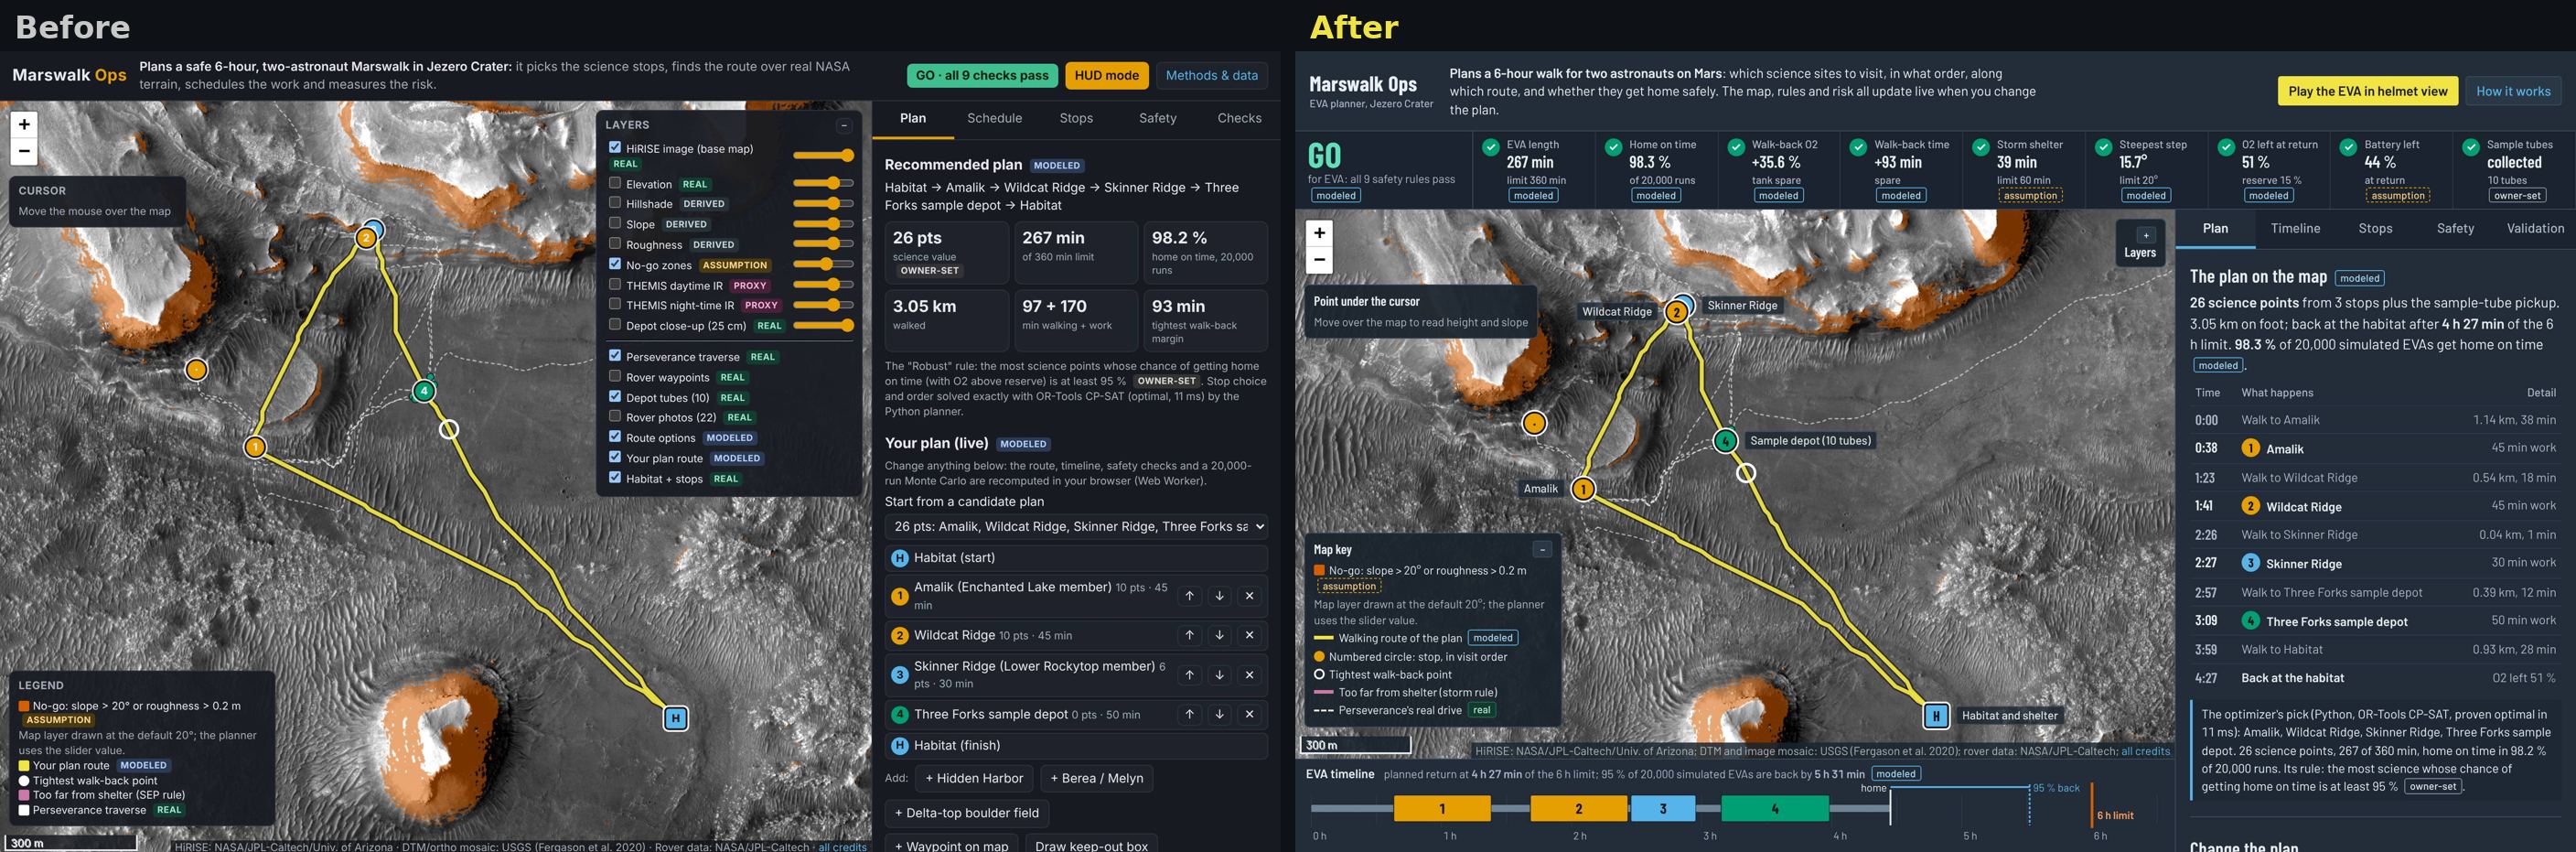 Before
Marswalk Ops
Plans a safe 6-hour, two-astronaut Marswalk in Jezero Crater: it picks the science stops, finds the route over real NASA
terrain, schedules the work and measures the risk.
GO · all 9 checks pass
HUD mode
Methods & data
+
−
CURSOR
Move the mouse over the map
LAYERS
−
HiRISE image (base map)
REAL
Elevation REAL
Hillshade DERIVED
Slope DERIVED
Roughness DERIVED
No-go zones ASSUMPTION
THEMIS daytime IR PROXY
THEMIS night-time IR PROXY
Depot close-up (25 cm) REAL
Perseverance traverse REAL
Rover waypoints REAL
Depot tubes (10) REAL
Rover photos (22) REAL
Route options MODELED
Your plan route MODELED
Habitat + stops REAL
2
4
1
H
LEGEND
No-go: slope > 20° or roughness > 0.2 m
ASSUMPTION
Map layer drawn at the default 20°; the planner
uses the slider value.
Your plan route MODELED
Tightest walk-back point
Too far from shelter (SEP rule)
Perseverance traverse REAL
300 m
HiRISE: NASA/JPL-Caltech/Univ. of Arizona · DTM/ortho mosaic: USGS (Fergason et al. 2020) · Rover data: NASA/JPL-Caltech · all credits
Plan Schedule Stops Safety Checks
Recommended plan MODELED
Habitat → Amalik → Wildcat Ridge → Skinner Ridge → Three
Forks sample depot → Habitat
26 pts
science value
OWNER-SET
267 min
of 360 min limit
98.2 %
home on time, 20,000
runs
3.05 km
walked
97 + 170
min walking + work
93 min
tightest walk-back
margin
The "Robust" rule: the most science points whose chance of getting home
on time (with O2 above reserve) is at least 95 % OWNER-SET. Stop choice
and order solved exactly with OR-Tools CP-SAT (optimal, 11 ms) by the
Python planner.
Your plan (live) MODELED
Change anything below: the route, timeline, safety checks and a 20,000-
run Monte Carlo are recomputed in your browser (Web Worker).
Start from a candidate plan
26 pts: Amalik, Wildcat Ridge, Skinner Ridge, Three Forks sa
H Habitat (start)
1 Amalik (Enchanted Lake member) 10 pts · 45
min
↑ ↓ ✕
2 Wildcat Ridge 10 pts · 45 min ↑ ↓ ✕
3 Skinner Ridge (Lower Rockytop member) 6
pts · 30 min
↑ ↓ ✕
4 Three Forks sample depot 0 pts · 50 min ↑ ↓ ✕
H Habitat (finish)
Add: + Hidden Harbor + Berea / Melyn
+ Delta-top boulder field
+ Waypoint on map Draw keep-out box
After
Marswalk Ops
EVA planner, Jezero Crater
Plans a 6-hour walk for two astronauts on Mars: which science sites to visit, in what order, along
which route, and whether they get home safely. The map, rules and risk all update live when you change
the plan.
Play the EVA in helmet view
How it works
GO
for EVA: all 9 safety rules pass
modeled
EVA length
267 min
limit 360 min
modeled
Home on time
98.3 %
of 20,000 runs
modeled
Walk-back O2
+35.6 %
tank spare
modeled
Walk-back time
+93 min
spare
modeled
Storm shelter
39 min
limit 60 min
assumption
Steepest step
15.7°
limit 20°
modeled
O2 left at return
51 %
reserve 15 %
modeled
Battery left
44 %
at return
assumption
Sample tubes
collected
10 tubes
owner-set
+
−
Point under the cursor
Move over the map to read height and slope
+
Layers
Wildcat Ridge
2
Skinner Ridge
4
Sample depot (10 tubes)
Amalik
1
H
Habitat and shelter
Map key
−
No-go: slope > 20° or roughness > 0.2 m
assumption
Map layer drawn at the default 20°; the planner
uses the slider value.
Walking route of the plan modeled
Numbered circle: stop, in visit order
Tightest walk-back point
Too far from shelter (storm rule)
Perseverance's real drive real
300 m
HiRISE: NASA/JPL-Caltech/Univ. of Arizona; DTM and image mosaic: USGS (Fergason et al. 2020); rover data: NASA/JPL-Caltech; all credits
EVA timeline planned return at 4 h 27 min of the 6 h limit; 95 % of 20,000 simulated EVAs are back by 5 h 31 min modeled
home
95 % back
1 2 3 4
6 h limit
0 h 1 h 2 h 3 h 4 h 5 h 6 h
Plan Timeline Stops Safety Validation
The plan on the map modeled
26 science points from 3 stops plus the sample-tube pickup.
3.05 km on foot; back at the habitat after 4 h 27 min of the 6
h limit. 98.3 % of 20,000 simulated EVAs get home on time
modeled.
Time What happens Detail
0:00 Walk to Amalik 1.14 km, 38 min
0:38 1 Amalik 45 min work
1:23 Walk to Wildcat Ridge 0.54 km, 18 min
1:41 2 Wildcat Ridge 45 min work
2:26 Walk to Skinner Ridge 0.04 km, 1 min
2:27 3 Skinner Ridge 30 min work
2:57 Walk to Three Forks sample depot 0.39 km, 12 min
3:09 4 Three Forks sample depot 50 min work
3:59 Walk to Habitat 0.93 km, 28 min
4:27 Back at the habitat O2 left 51 %
The optimizer's pick (Python, OR-Tools CP-SAT, proven optimal in
11 ms): Amalik, Wildcat Ridge, Skinner Ridge, Three Forks sample
depot. 26 science points, 267 of 360 min, home on time in 98.2 %
of 20,000 runs. Its rule: the most science whose chance of
getting home on time is at least 95 % owner-set.
Change the plan